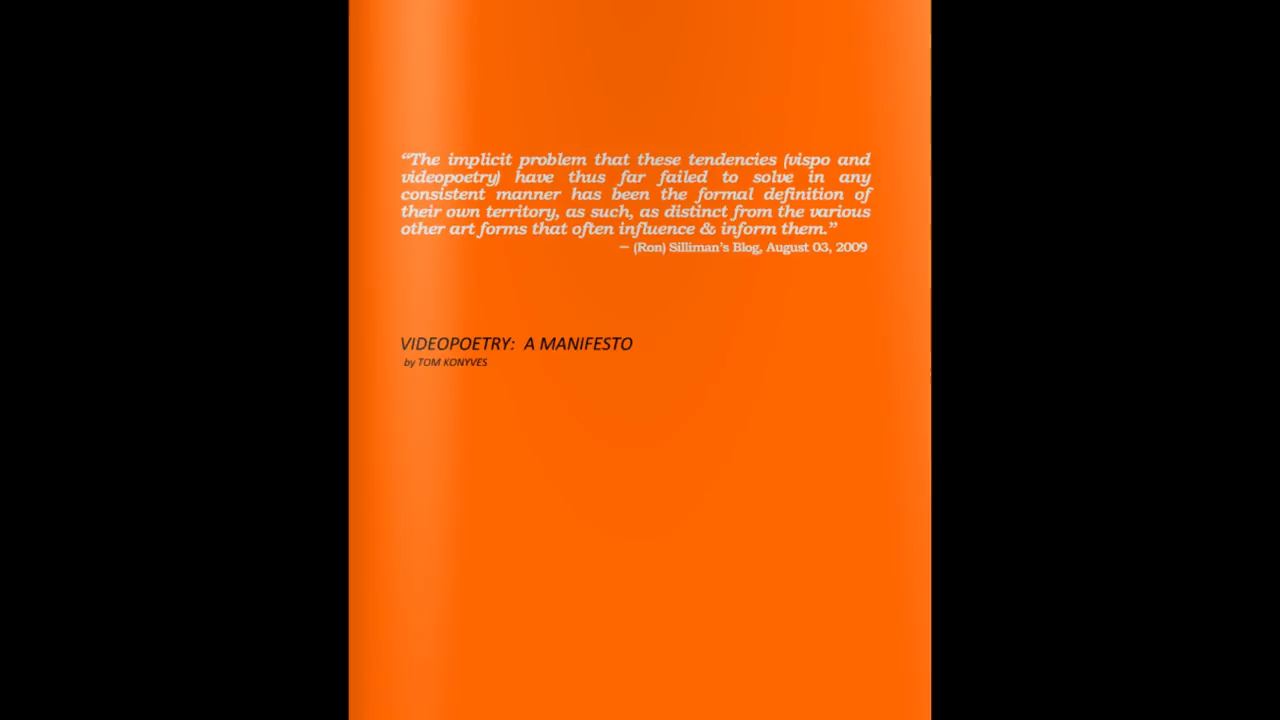 “The implicit problem that these tendencies (vispo and
videopoetry) have thus far failed to solve in any
consistent manner has been the formal definition of
their own territory, as such, as distinct from the various
other art forms that often influence & inform them.”
– (Ron) Silliman’s Blog, August 03, 2009
VIDEOPOETRY: A MANIFESTO
by TOM KONYVES